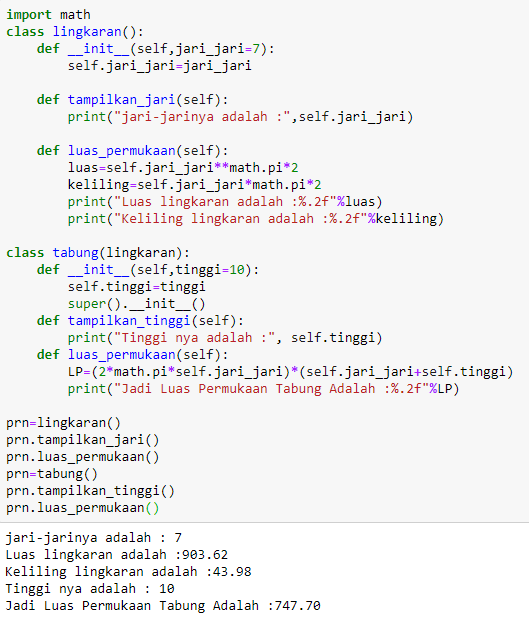 import math
class lingkaran():
    def __init__(self,jari_jari=7):
        self.jari_jari=jari_jari
    def tampilkan_jari(self):
        print("jari-jarinya adalah :",self.jari_jari)
    def luas_permukaan(self):
        luas=self.jari_jari**math.pi*2
        keliling=self.jari_jari*math.pi*2
        print("Luas lingkaran adalah :%.2f"%luas)
        print("Keliling lingkaran adalah :%.2f"%keliling)
class tabung(lingkaran):
    def __init__(self,tinggi=10):
        self.tinggi=tinggi
        super().__init__()
    def tampilkan_tinggi(self):
        print("Tinggi nya adalah :", self.tinggi)
    def luas_permukaan(self):
        LP=(2*math.pi*self.jari_jari)*(self.jari_jari+self.tinggi)
        print("Jadi Luas Permukaan Tabung Adalah :%.2f"%LP)
prn=lingkaran()
prn.tampilkan_jari()
prn.luas_permukaan()
prn=tabung()
prn.tampilkan_tinggi()
prn.luas_permukaan()
jari-jarinya adalah : 7
Luas lingkaran adalah :903.62
Keliling lingkaran adalah :43.98
Tinggi nya adalah : 10
Jadi Luas Permukaan Tabung Adalah :747.70